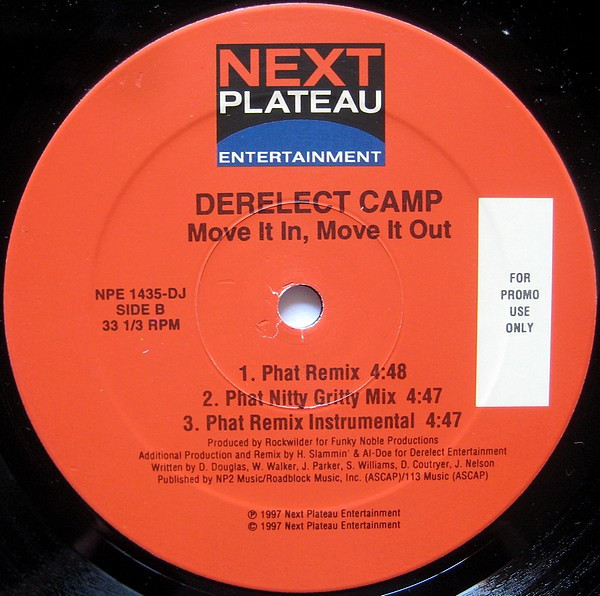 NEXT
PLATEAU
ENTERTAINMENT
DERELECT CAMP
Move It In, Move It Out
NPE 1435-DJ
SIDE B
33 1/3 RPM
FOR
PROMO
USE
ONLY
1. Phat Remix 4:48
2. Phat Nitty Gritty Mix 4:47
3. Phat Remix Instrumental 4:47
Produced by Rockwilder for Funky Noble Productions
Additional Production and Remix by H. Slammin' & Al-Doe for Derelect Entertainment
Written by D. Douglas, W. Walker, J. Parker, S. Williams, D. Coutryer, J. Nelson
Published by NP2 Music/Roadblock Music, Inc. (ASCAP)/113 Music (ASCAP)
℗ 1997 Next Plateau Entertainment
© 1997 Next Plateau Entertainment